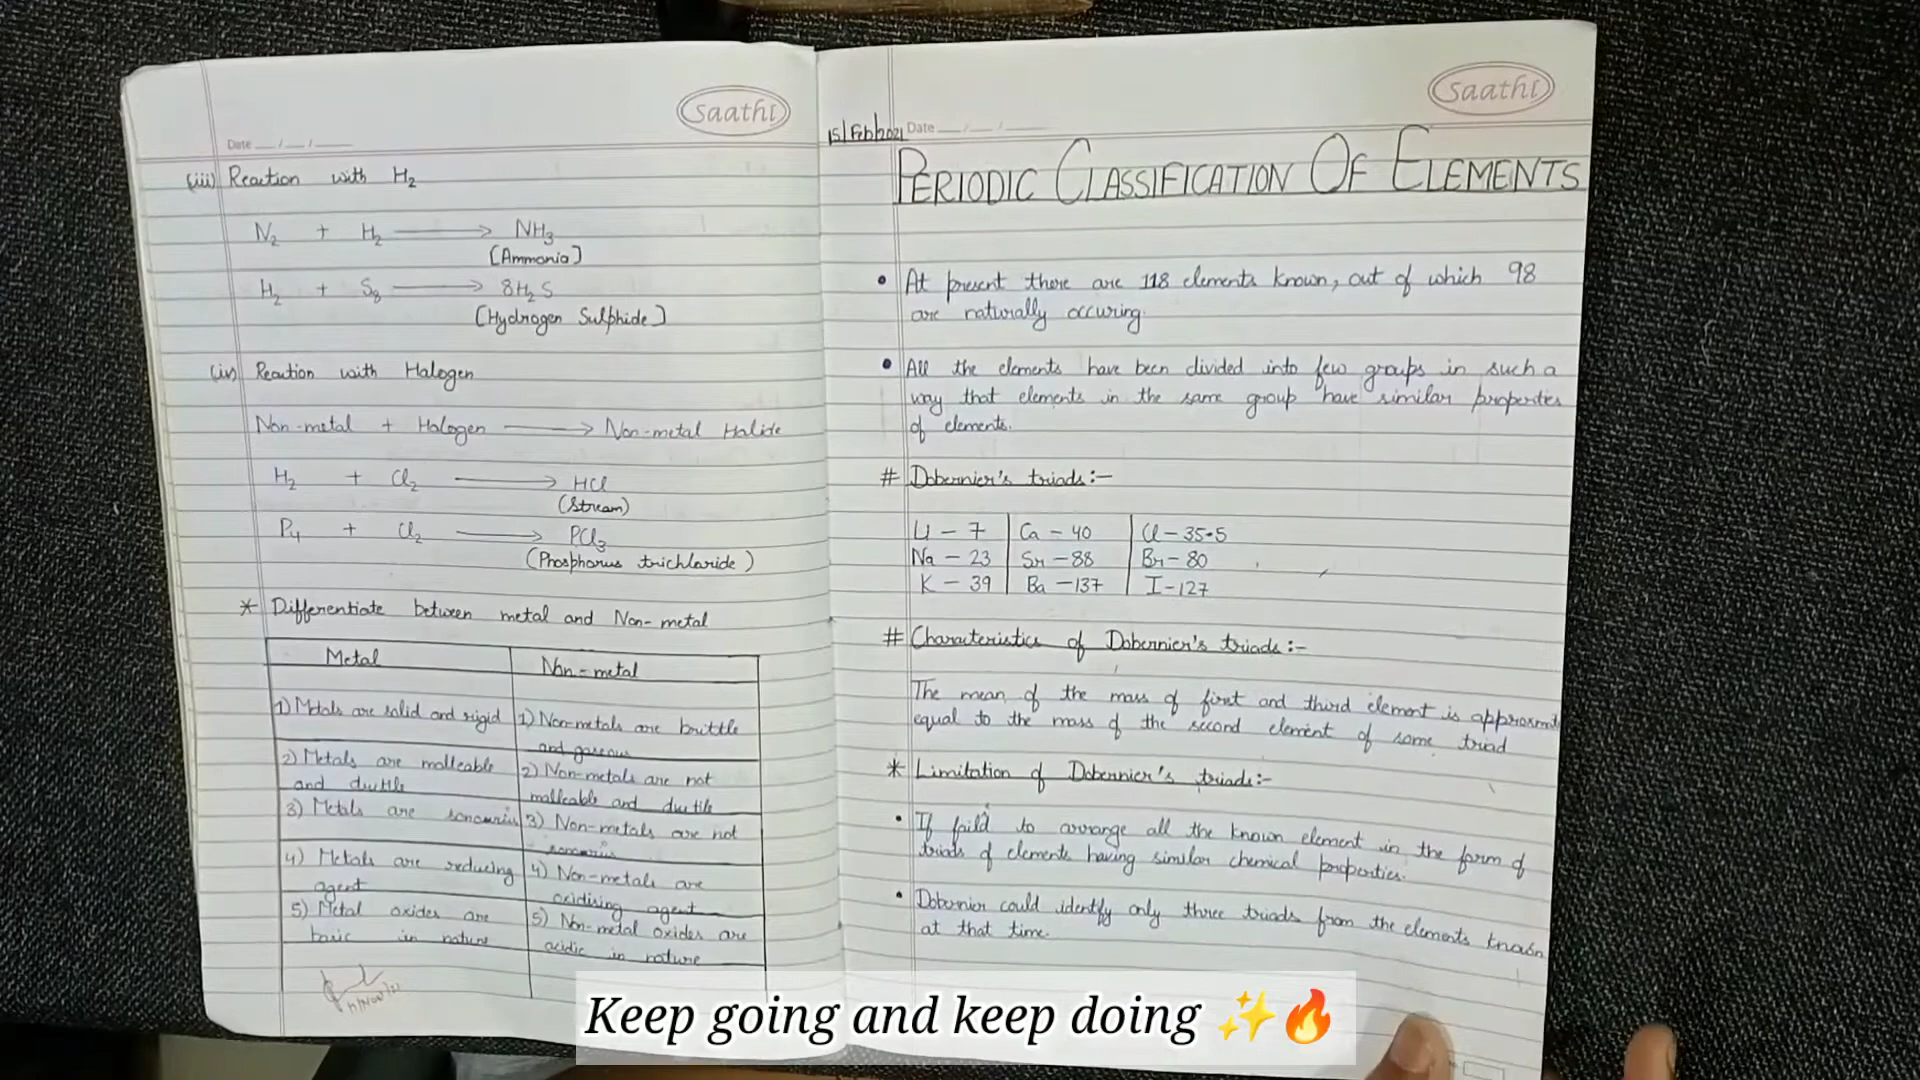 Saathi
Date __/__/____
(iii) Reaction with H₂
N₂ + H₂ ⟶ NH₃
[Ammonia]
H₂ + S₈ ⟶ 8H₂S
[Hydrogen Sulphide]
(iv) Reaction with Halogen
Non-metal + Halogen ⟶ Non-metal Halide
H₂ + Cl₂ ⟶ HCl
(Stream)
P₄ + Cl₂ ⟶ PCl₃
(Phosphorus trichloride)
* Differentiate between metal and Non-metal
Metal
Non-metal
1) Metals are solid and rigid
1) Non-metals are brittle
and gaseous
2) Metals are malleable
and ductile
2) Non-metals are not
malleable and ductile
3) Metals are sonourius
3) Non-metals are not
sonourius
4) Metals are reducing
agent
4) Non-metals are
oxidising agent
5) Metal oxides are
basic in nature
5) Non-metal oxides are
acidic in nature
Saathi
15/Feb/2021 Date __/__/____
PERIODIC CLASSIFICATION OF ELEMENTS
• At present there are 118 elements known, out of which 98
are naturally occuring.
• All the elements have been divided into few groups in such a
way that elements in the same group have similar properties
of elements.
# Dobernier's triads:-
Li - 7 | Ca - 40 | Cl - 35.5
Na - 23 | Sr - 88 | Br - 80
K - 39 | Ba - 137 | I - 127
# Characteristics of Dobernier's triads:-
The mean of the mass of first and third element is approximat
equal to the mass of the second element of same triad
* Limitation of Dobernier's triads:-
• If faild to arrange all the known element in the form of
triads of elements having similar chemical properties.
• Dobernier could identify only three triads from the elements known
at that time.
Keep going and keep doing ✨🔥